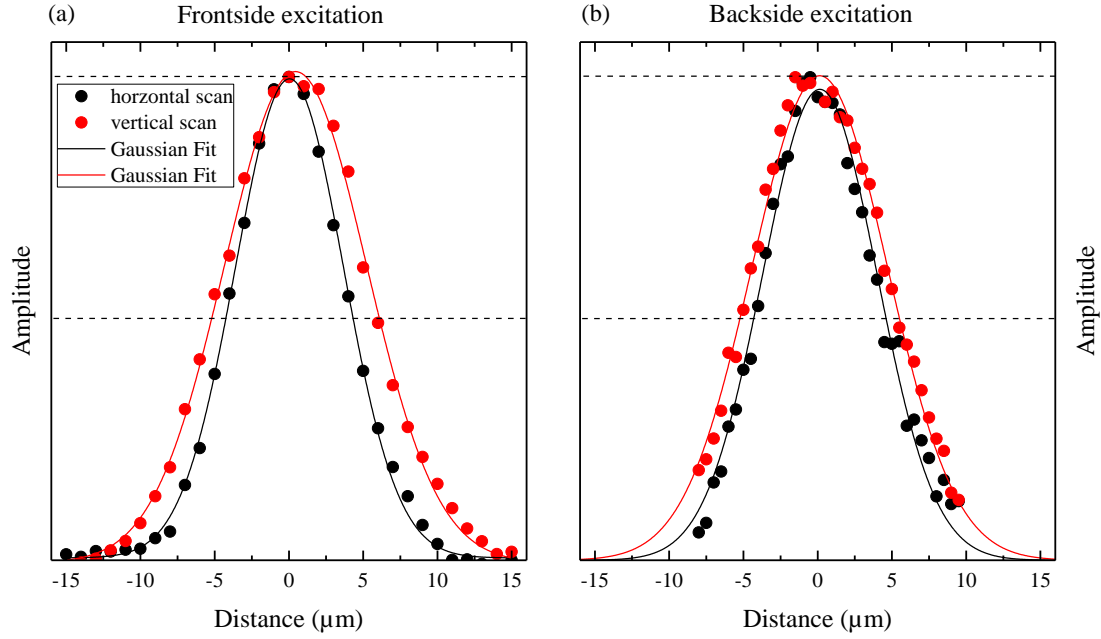 (a) Frontside excitation
(b) Backside excitation
horzontal scan
vertical scan
Gaussian Fit
Gaussian Fit
Amplitude
Amplitude
-15 -10 -5 0 5 10 15
-15 -10 -5 0 5 10 15
Distance (µm)
Distance (µm)